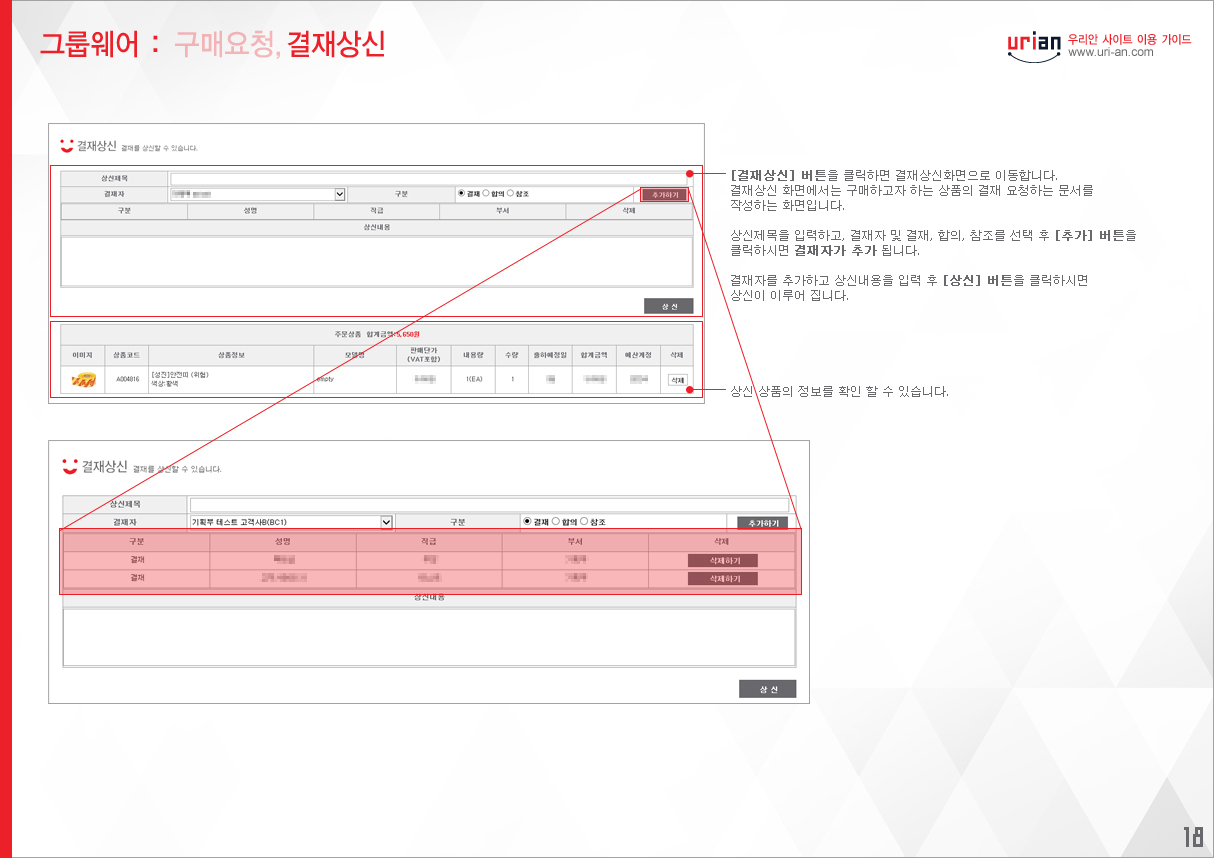 그룹웨어 : 구매요청, 결재상신
urian 우리안 사이트 이용 가이드
www.uri-an.com
결재상신 결재를 상신할 수 있습니다.
상신제목
결재자 구분 결재 합의 참조 추가하기
구분 성명 직급 부서 삭제
상신내용
상 신
주문상품 합계금액:5,650원
이미지 상품코드 상품정보 모델명 판매단가 (VAT포함) 내용량 수량 출하예정일 합계금액 예산계정 삭제
A004816 [성진]안전띠 (위험) empty 1(EA) 1 삭제
색상:황색
[결재상신] 버튼을 클릭하면 결재상신화면으로 이동합니다.
결재상신 화면에서는 구매하고자 하는 상품의 결재 요청하는 문서를
작성하는 화면입니다.
상신제목을 입력하고, 결재자 및 결재, 합의, 참조를 선택 후 [추가] 버튼을
클릭하시면 결재자가 추가 됩니다.
결재자를 추가하고 상신내용을 입력 후 [상신] 버튼을 클릭하시면
상신이 이루어 집니다.
상신 상품의 정보를 확인 할 수 있습니다.
결재상신 결재를 상신할 수 있습니다.
상신제목
결재자 기획부 테스트 고객사B(BC1) 구분 결재 합의 참조 추가하기
구분 성명 직급 부서 삭제
결재 삭제하기
결재 삭제하기
상신내용
상 신
18